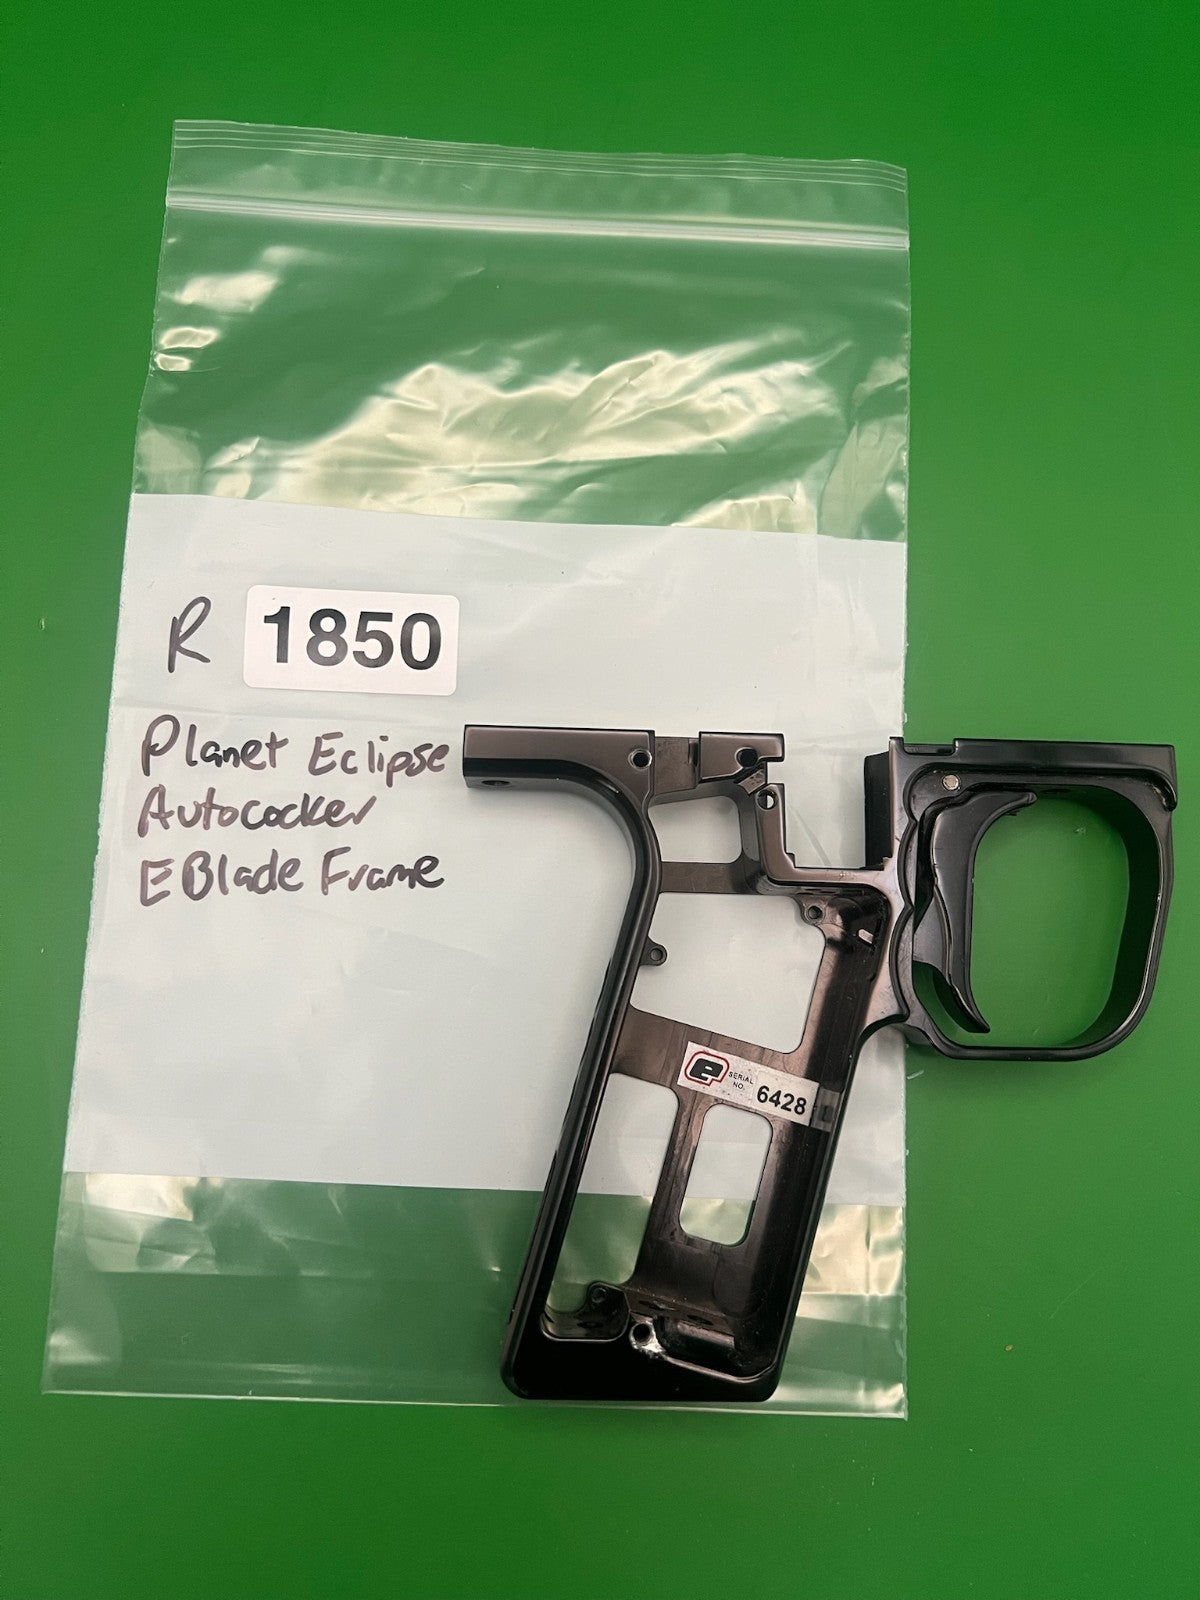 R 1850
Planet Eclipse
Autococker
EBlade Frame
e SERIAL NO. 6428